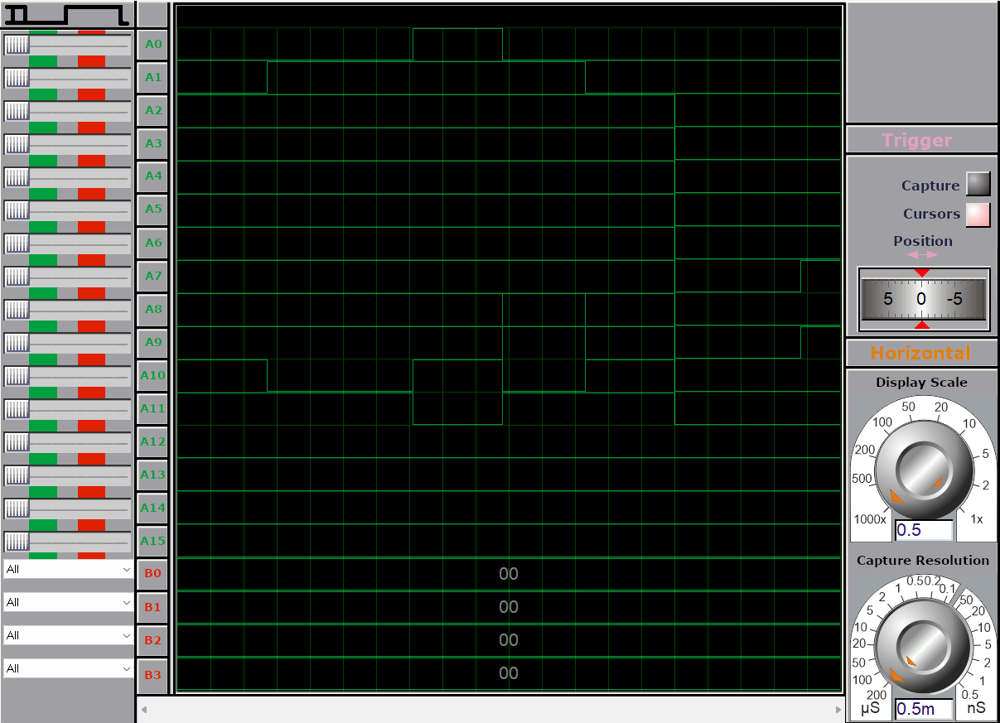 A0
A1
A2
A3
A4
A5
A6
A7
A8
A9
A10
A11
A12
A13
A14
A15
All
B0
00
All
B1
00
All
B2
00
All
B3
00
Trigger
Capture
Cursors
Position
5 0 -5
Horizontal
Display Scale
50 20
100 10
200 5
500 2
1000x 1x
0.5
Capture Resolution
0.5 0.2
1 0.1
2 50
5 20
10 10
20 5
50 2
100 1
200 0.5
µS 0.5m nS